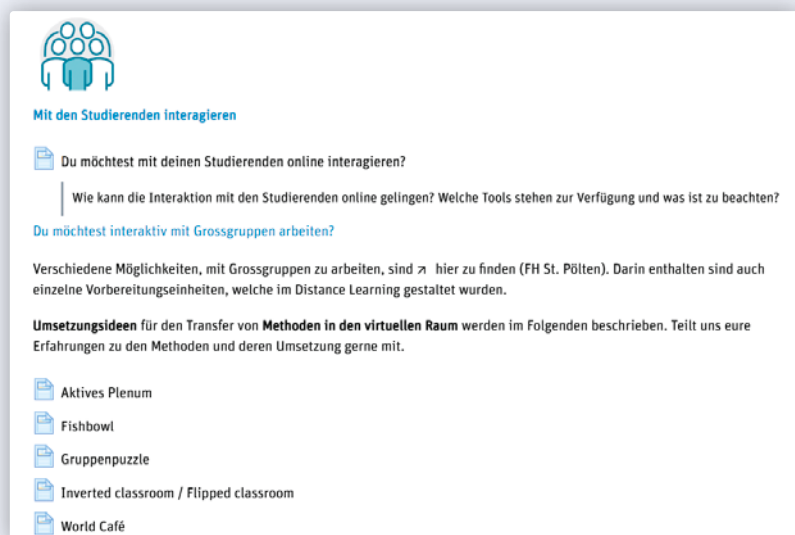 Mit den Studierenden interagieren
Du möchtest mit deinen Studierenden online interagieren?
Wie kann die Interaktion mit den Studierenden online gelingen? Welche Tools stehen zur Verfügung und was ist zu beachten?
Du möchtest interaktiv mit Grossgruppen arbeiten?
Verschiedene Möglichkeiten, mit Grossgruppen zu arbeiten, sind ↗ hier zu finden (FH St. Pölten). Darin enthalten sind auch
einzelne Vorbereitungseinheiten, welche im Distance Learning gestaltet wurden.
Umsetzungsideen für den Transfer von Methoden in den virtuellen Raum werden im Folgenden beschrieben. Teilt uns eure
Erfahrungen zu den Methoden und deren Umsetzung gerne mit.
Aktives Plenum
Fishbowl
Gruppenpuzzle
Inverted classroom / Flipped classroom
World Café